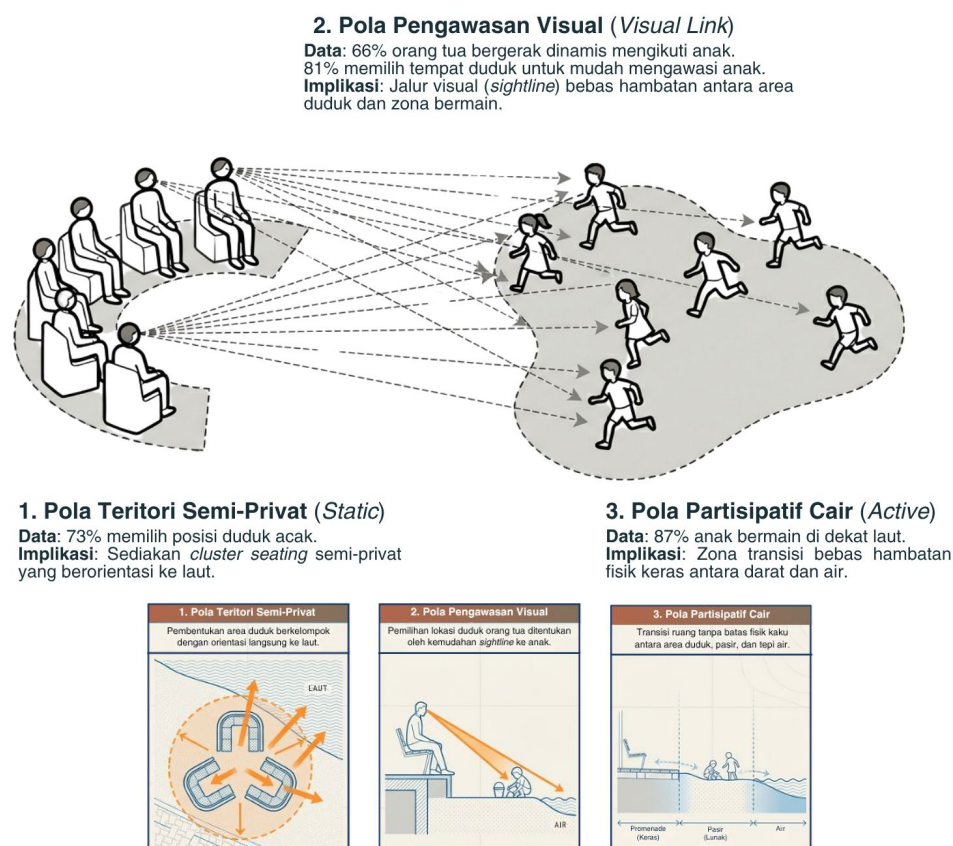 2. Pola Pengawasan Visual (Visual Link)
Data: 66% orang tua bergerak dinamis mengikuti anak.
81% memilih tempat duduk untuk mudah mengawasi anak.
Implikasi: Jalur visual (sightline) bebas hambatan antara area
duduk dan zona bermain.
1. Pola Teritori Semi-Privat (Static)
Data: 73% memilih posisi duduk acak.
Implikasi: Sediakan cluster seating semi-privat
yang berorientasi ke laut.
3. Pola Partisipatif Cair (Active)
Data: 87% anak bermain di dekat laut.
Implikasi: Zona transisi bebas hambatan
fisik keras antara darat dan air.
1. Pola Teritori Semi-Privat
Pembentukan area duduk berkelompok
dengan orientasi langsung ke laut.
LAUT
2. Pola Pengawasan Visual
Pemilihan lokasi duduk orang tua ditentukan
oleh kemudahan sightline ke anak.
AIR
3. Pola Partisipatif Cair
Transisi ruang tanpa batas fisik kaku
antara area duduk, pasir, dan tepi air.
Promenade
(Keras)
Pasir
(Lunak)
Air